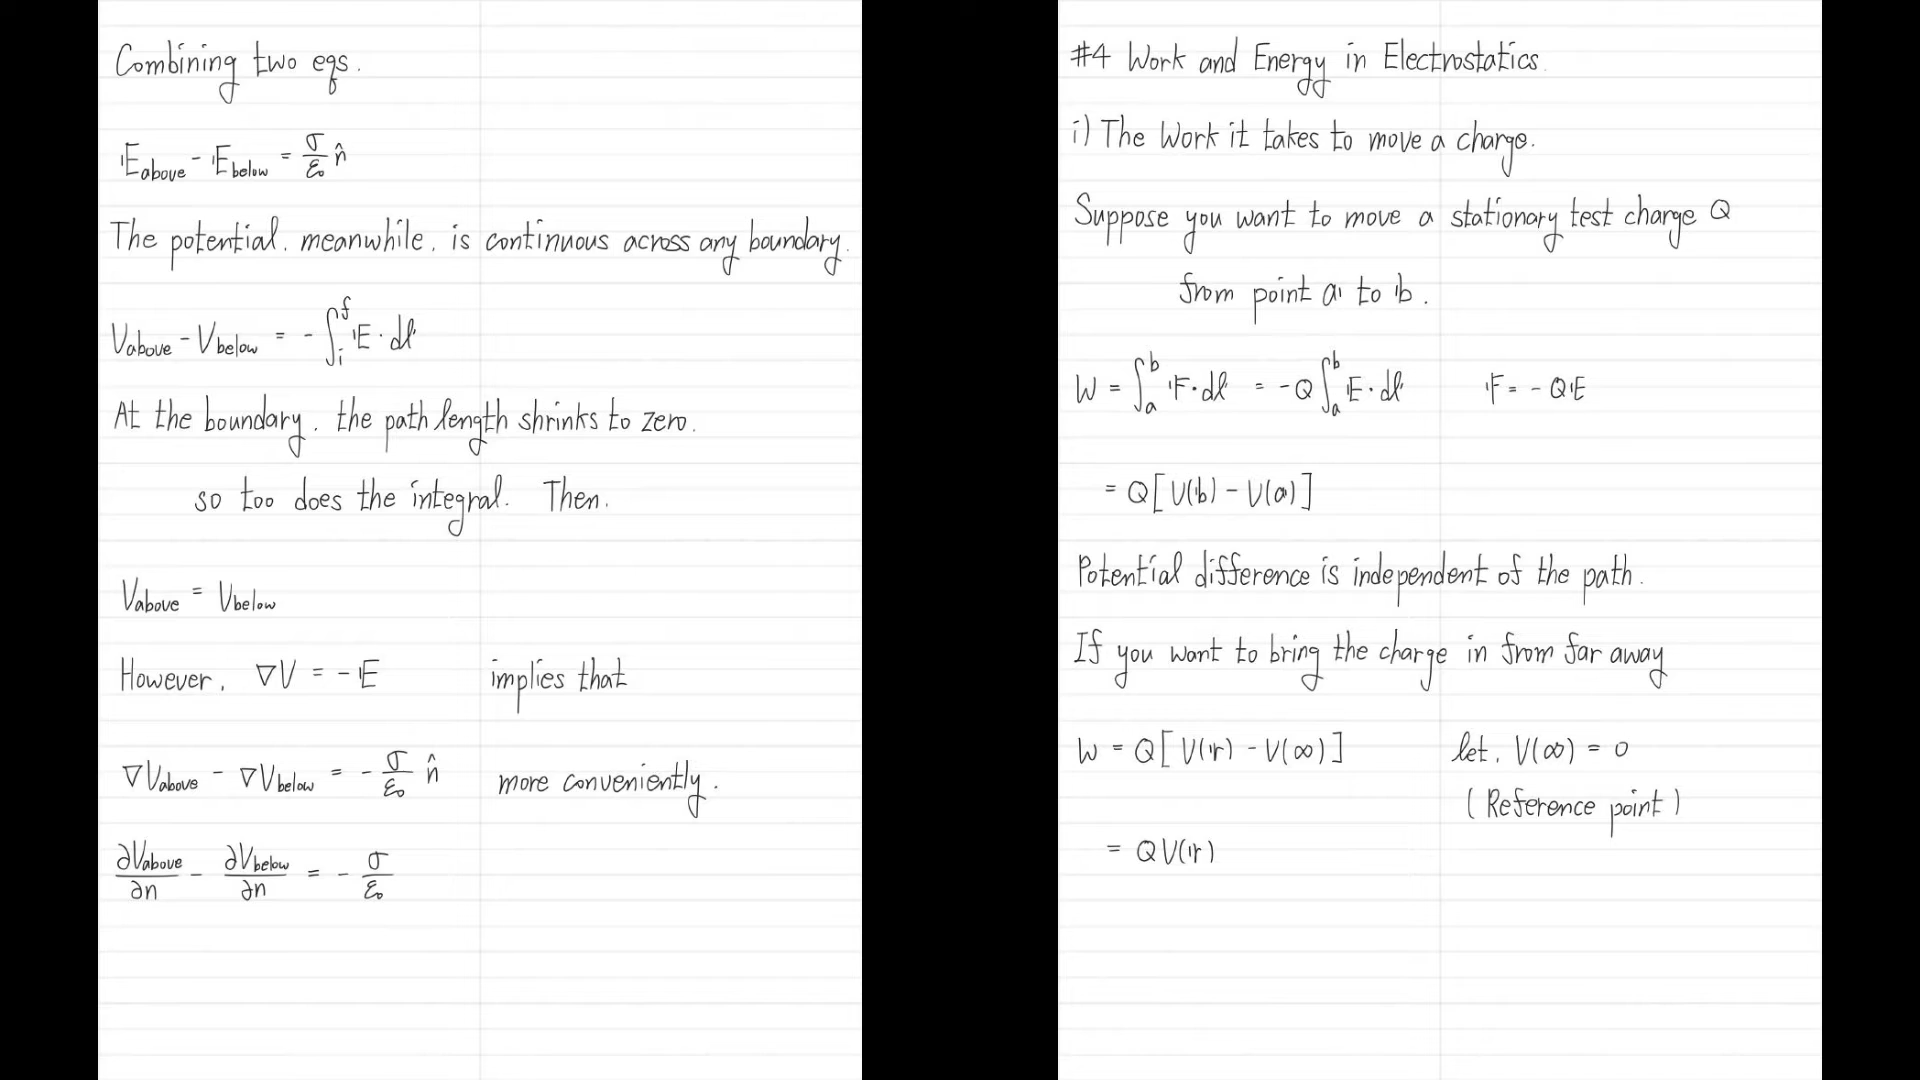 Combining two eqs.
𝔼above - 𝔼below = σ/ε₀ n̂
The potential, meanwhile, is continuous across any boundary.
Vabove - Vbelow = - ∫ᵢᶠ 𝔼 · dl
At the boundary, the path length shrinks to zero.
so too does the integral. Then,
Vabove = Vbelow
However, ∇V = - 𝔼 implies that
∇Vabove - ∇Vbelow = - σ/ε₀ n̂ more conveniently.
∂Vabove/∂n - ∂Vbelow/∂n = - σ/ε₀
#4 Work and Energy in Electrostatics.
i) The Work it takes to move a charge.
Suppose you want to move a stationary test charge Q
from point a to b.
W = ∫ₐᵇ 𝔽 · dl = - Q ∫ₐᵇ 𝔼 · dl 𝔽 = - Q𝔼
= Q [ V(b) - V(a) ]
Potential difference is independent of the path.
If you want to bring the charge in from far away
W = Q [ V(r) - V(∞) ] let, V(∞) = 0
( Reference point )
= Q V(r)